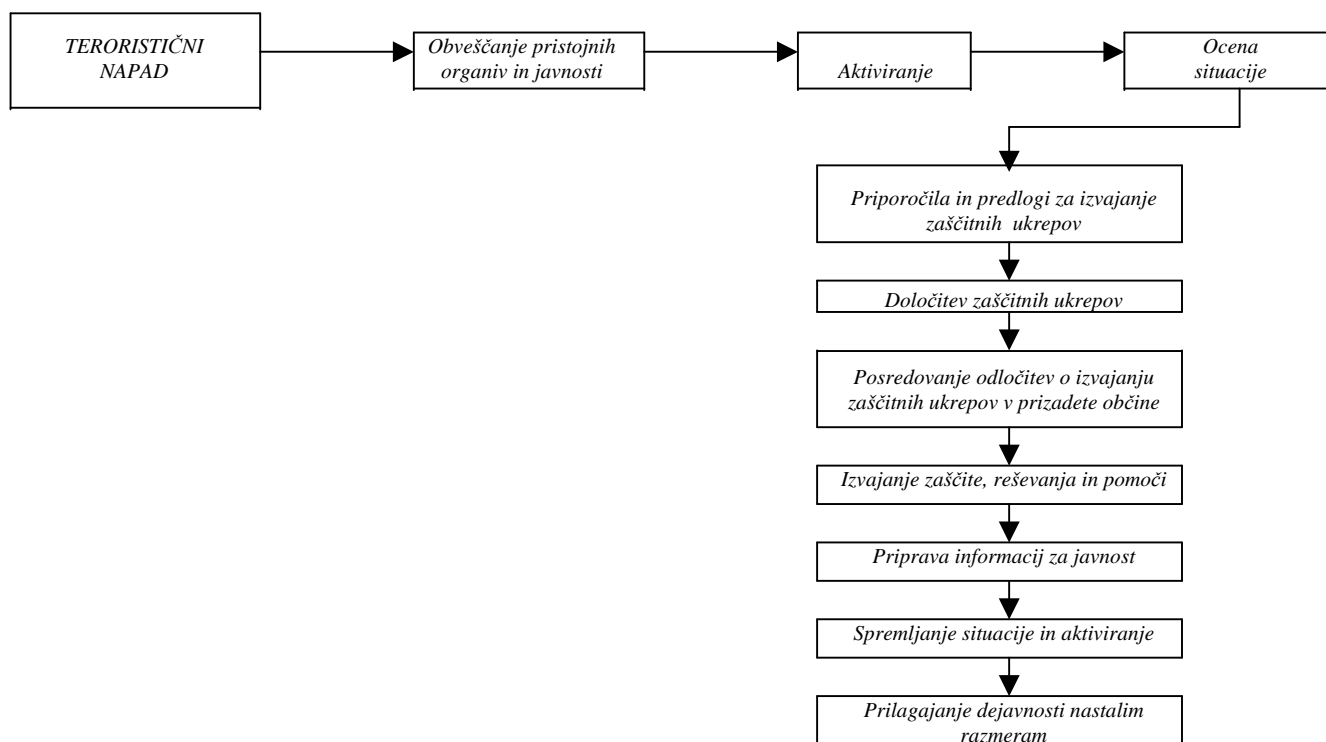 TERORISTIČNI
NAPAD
Obveščanje pristojnih
organiv in javnosti
Aktiviranje
Ocena
situacije
Priporočila in predlogi za izvajanje
zaščitnih ukrepov
Določitev zaščitnih ukrepov
Posredovanje odločitev o izvajanju
zaščitnih ukrepov v prizadete občine
Izvajanje zaščite, reševanja in pomoči
Priprava informacij za javnost
Spremljanje situacije in aktiviranje
Prilagajanje dejavnosti nastalim
razmeram